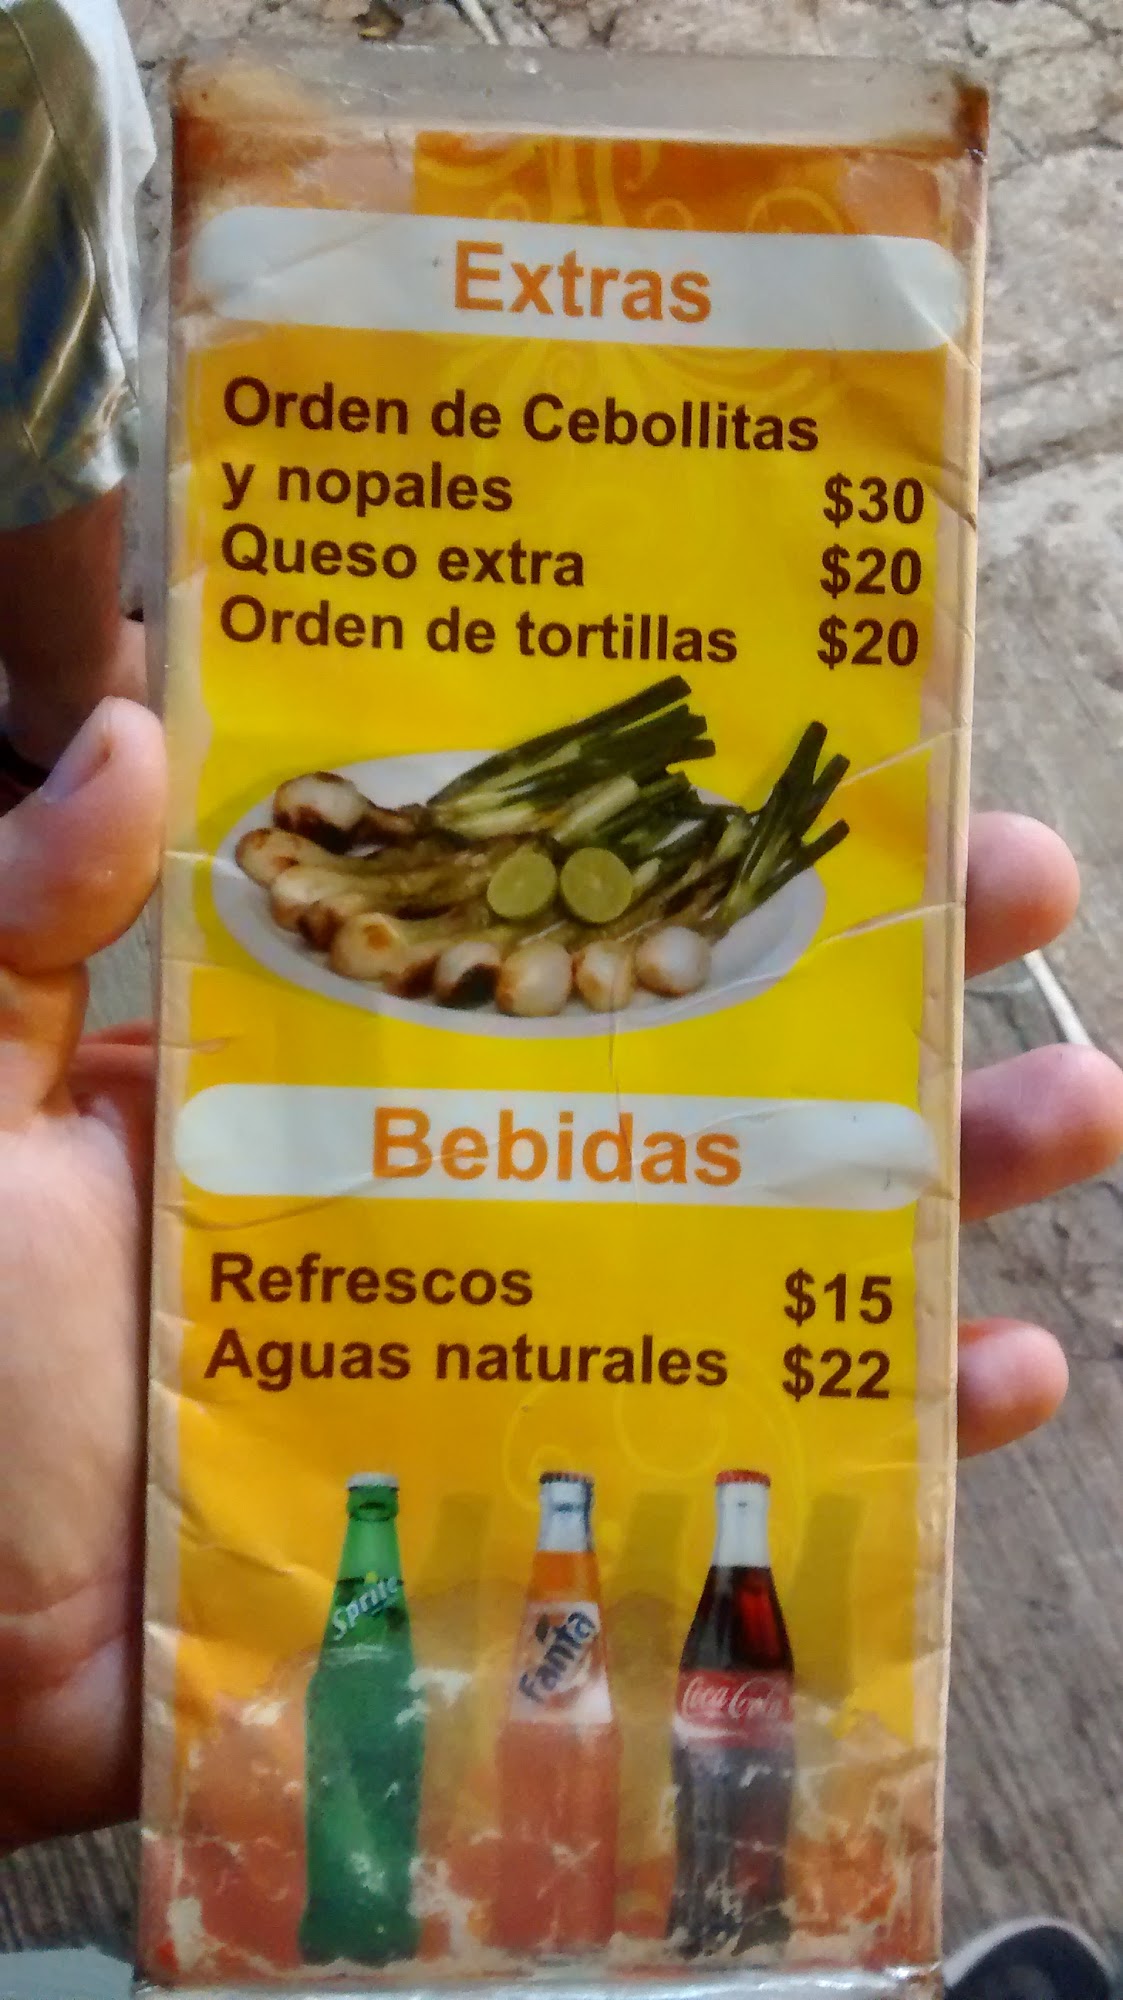 Extras
Orden de Cebollitas
y nopales $30
Queso extra $20
Orden de tortillas $20
Bebidas
Refrescos $15
Aguas naturales $22
Sprite
Fanta
Coca-Cola